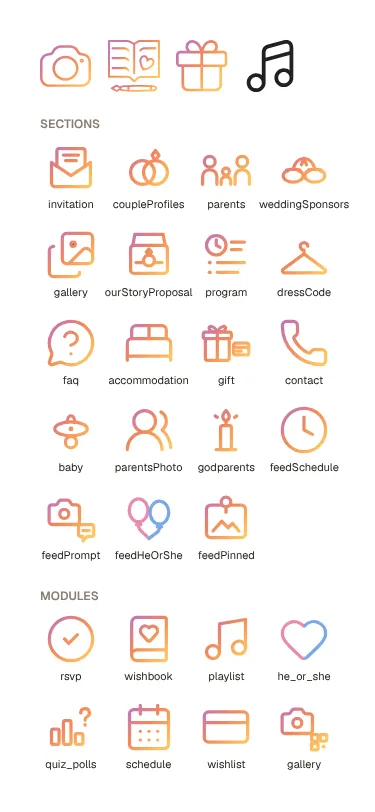 SECTIONS
invitation coupleProfiles parents weddingSponsors
gallery ourStoryProposal program dressCode
faq accommodation gift contact
baby parentsPhoto godparents feedSchedule
feedPrompt feedHeOrShe feedPinned
MODULES
rsvp wishbook playlist he_or_she
quiz_polls schedule wishlist gallery